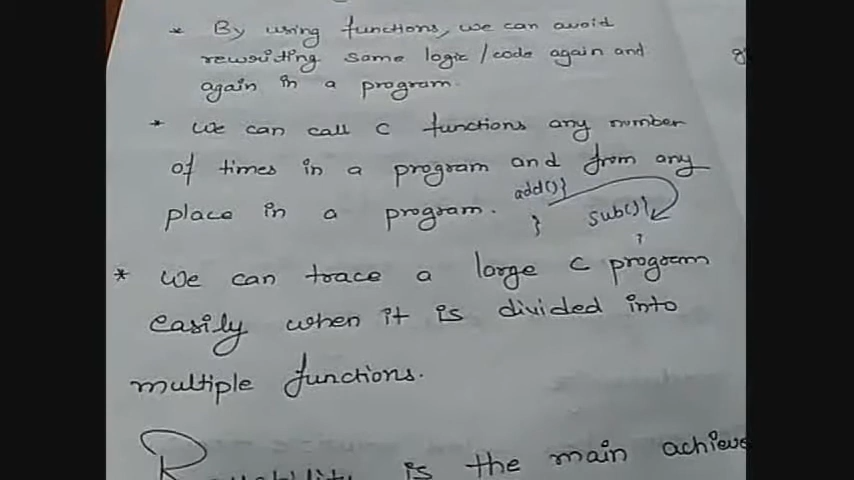 * By using functions, we can avoid
rewriting same logic / code again and
again in a program.
* we can call c functions any number
of times in a program and from any
place in a program.
add(){
}
sub(){
}
* we can trace a large c program
easily when it is divided into
multiple functions.
is the main achieve